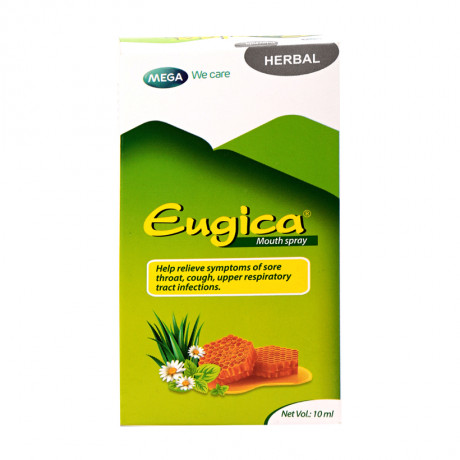 HERBAL
MEGA We care
Eugica®
Mouth spray
Help relieve symptoms of sore
throat, cough, upper respiratory
tract infections.
Net Vol.: 10 ml